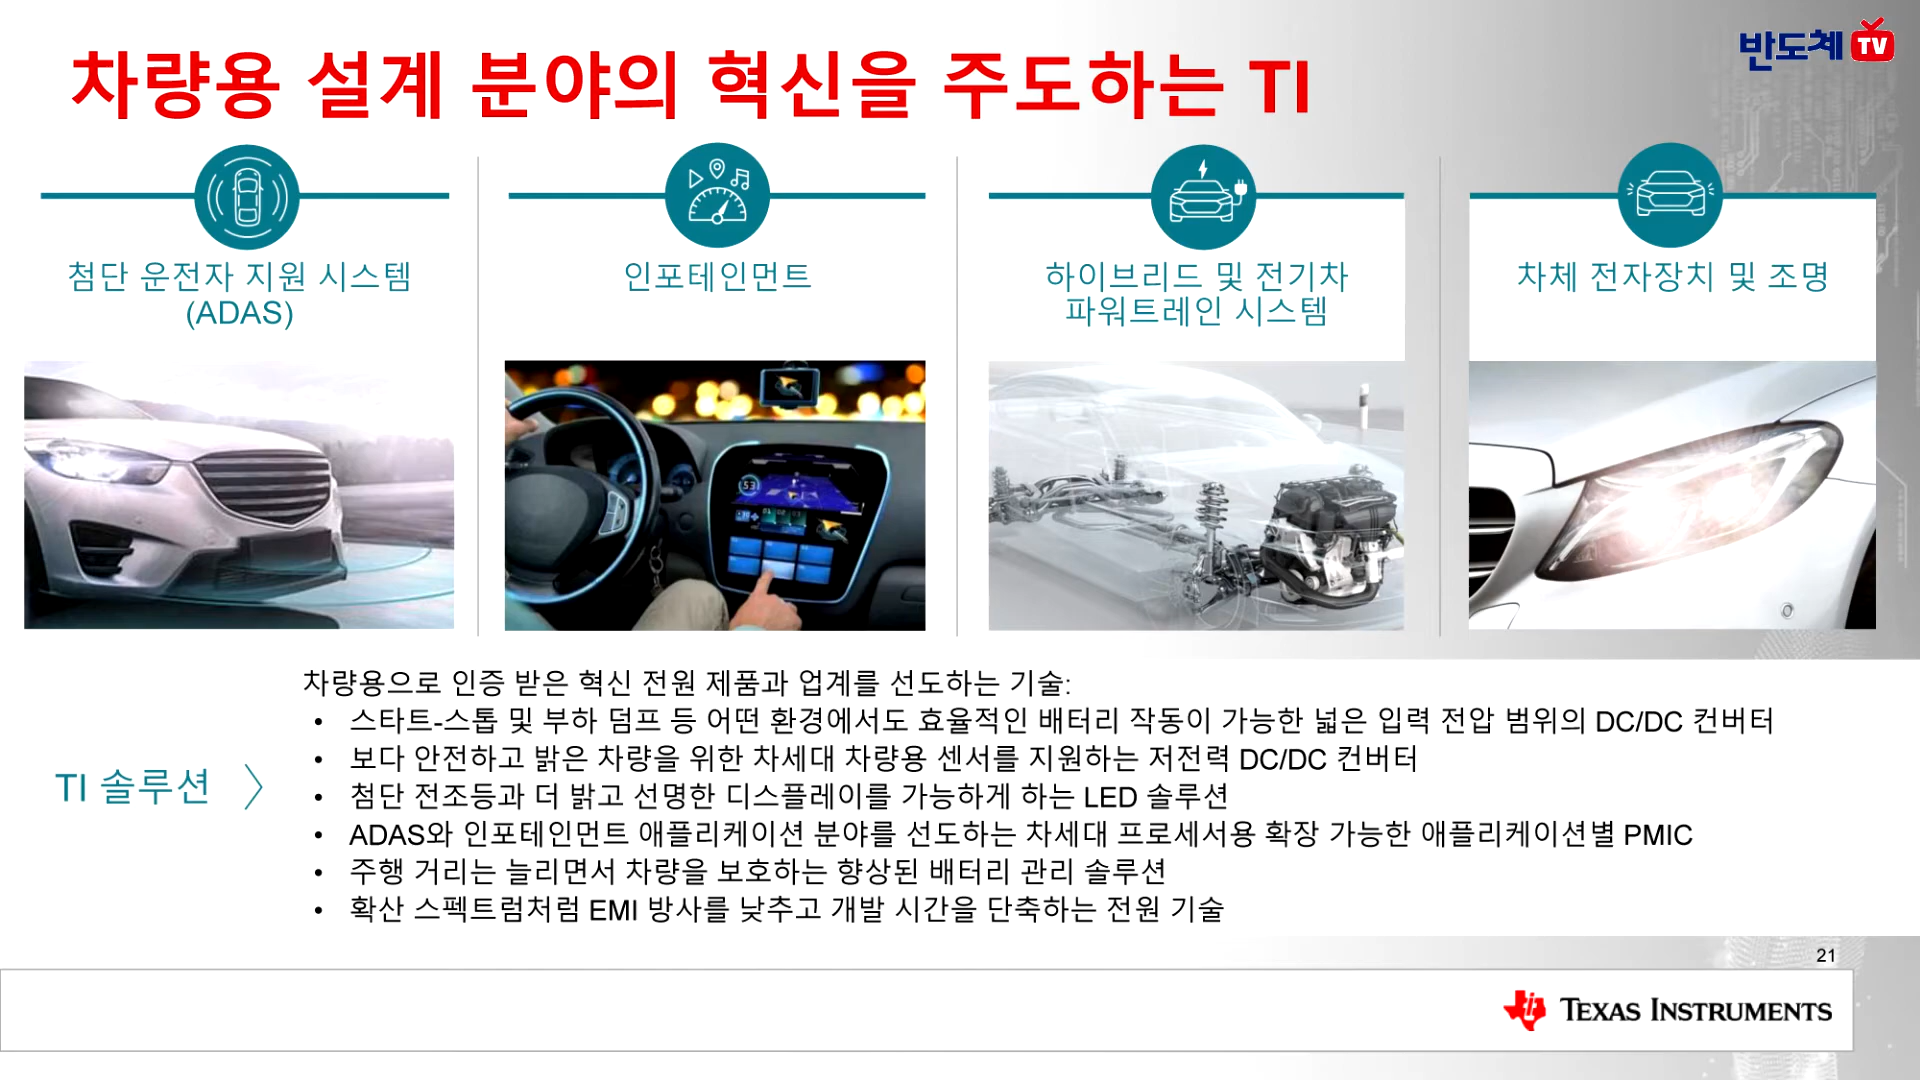 차량용 설계 분야의 혁신을 주도하는 TI
반도체 TV
첨단 운전자 지원 시스템
(ADAS)
인포테인먼트
하이브리드 및 전기차
파워트레인 시스템
차체 전자장치 및 조명
53
TI 솔루션
차량용으로 인증 받은 혁신 전원 제품과 업계를 선도하는 기술:
• 스타트-스톱 및 부하 덤프 등 어떤 환경에서도 효율적인 배터리 작동이 가능한 넓은 입력 전압 범위의 DC/DC 컨버터
• 보다 안전하고 밝은 차량을 위한 차세대 차량용 센서를 지원하는 저전력 DC/DC 컨버터
• 첨단 전조등과 더 밝고 선명한 디스플레이를 가능하게 하는 LED 솔루션
• ADAS와 인포테인먼트 애플리케이션 분야를 선도하는 차세대 프로세서용 확장 가능한 애플리케이션별 PMIC
• 주행 거리는 늘리면서 차량을 보호하는 향상된 배터리 관리 솔루션
• 확산 스펙트럼처럼 EMI 방사를 낮추고 개발 시간을 단축하는 전원 기술
21
TEXAS INSTRUMENTS